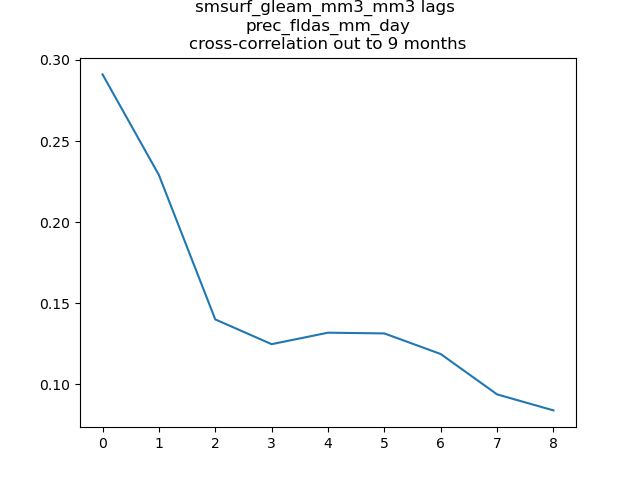 smsurf_gleam_mm3_mm3 lags
prec_fldas_mm_day
cross-correlation out to 9 months
0.30
0.25
0.20
0.15
0.10
0 1 2 3 4 5 6 7 8